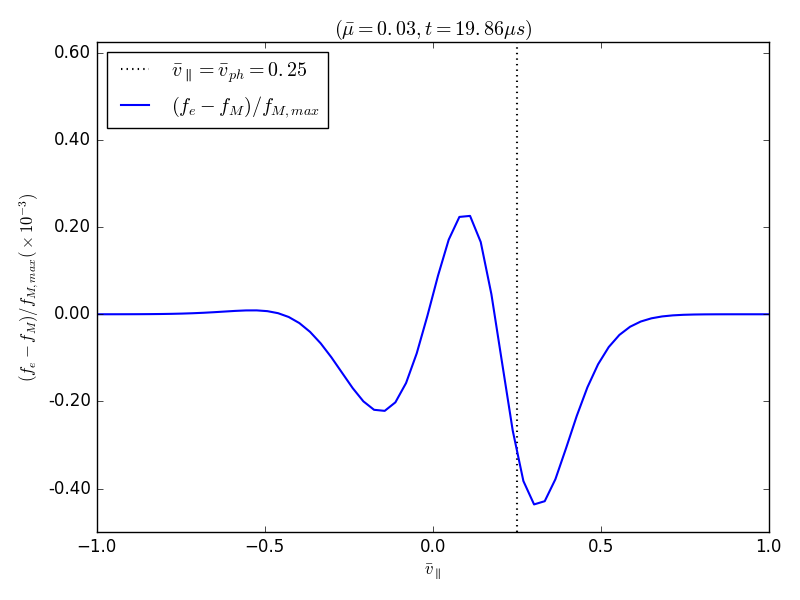 (μ̄ = 0.03, t = 19.86μs)
0.60
v̄∥ = v̄ph = 0.25
(fe − fM)/fM,max
0.40
0.20
0.00
-0.20
-0.40
(fe − fM)/fM,max(×10⁻³)
−1.0 −0.5 0.0 0.5 1.0
v̄∥